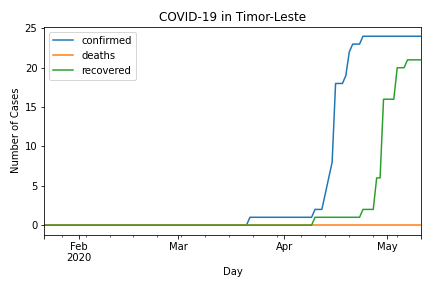 COVID-19 in Timor-Leste
25
20
15
10
5
0
Number of Cases
confirmed
deaths
recovered
Feb
2020
Mar
Apr
May
Day